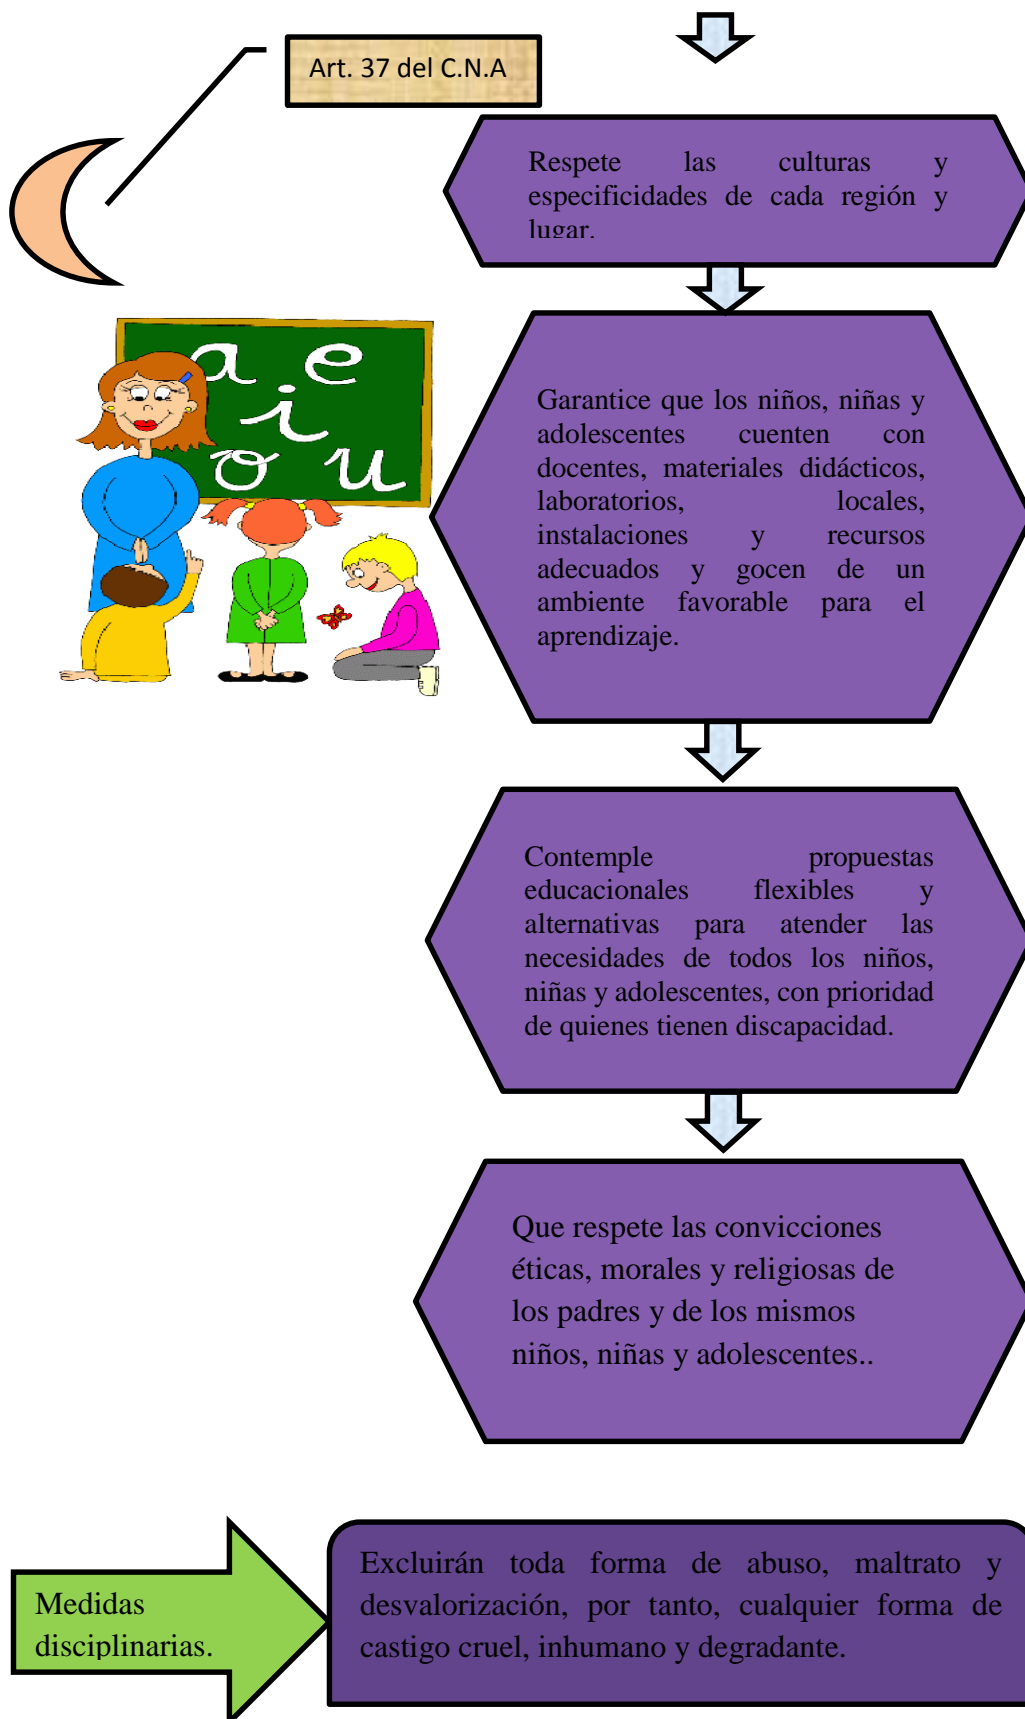 Art. 37 del C.N.A
Respete las culturas y
especificidades de cada región y
lugar.
a e
i
o u
Garantice que los niños, niñas y
adolescentes cuenten con
docentes, materiales didácticos,
laboratorios, locales,
instalaciones y recursos
adecuados y gocen de un
ambiente favorable para el
aprendizaje.
Contemple propuestas
educacionales flexibles y
alternativas para atender las
necesidades de todos los niños,
niñas y adolescentes, con prioridad
de quienes tienen discapacidad.
Que respete las convicciones
éticas, morales y religiosas de
los padres y de los mismos
niños, niñas y adolescentes..
Medidas
disciplinarias.
Excluirán toda forma de abuso, maltrato y
desvalorización, por tanto, cualquier forma de
castigo cruel, inhumano y degradante.